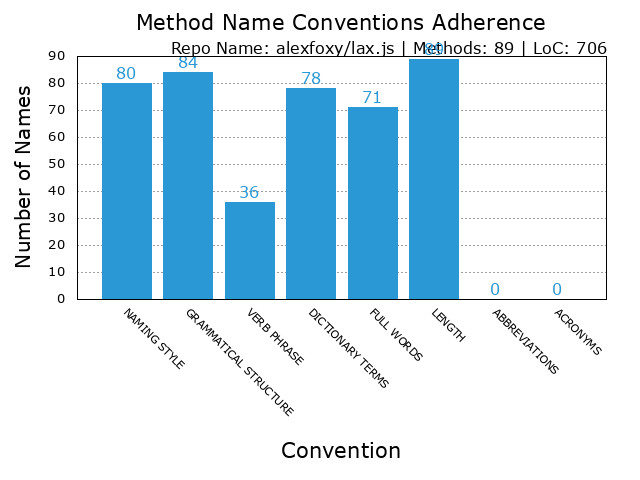 Method Name Conventions Adherence
Repo Name: alexfoxy/lax.js | Methods: 89 | LoC: 706
Number of Names
90
80
70
60
50
40
30
20
10
0
80
84
36
78
71
89
0
0
NAMING STYLE
GRAMMATICAL STRUCTURE
VERB PHRASE
DICTIONARY TERMS
FULL WORDS
LENGTH
ABBREVIATIONS
ACRONYMS
Convention